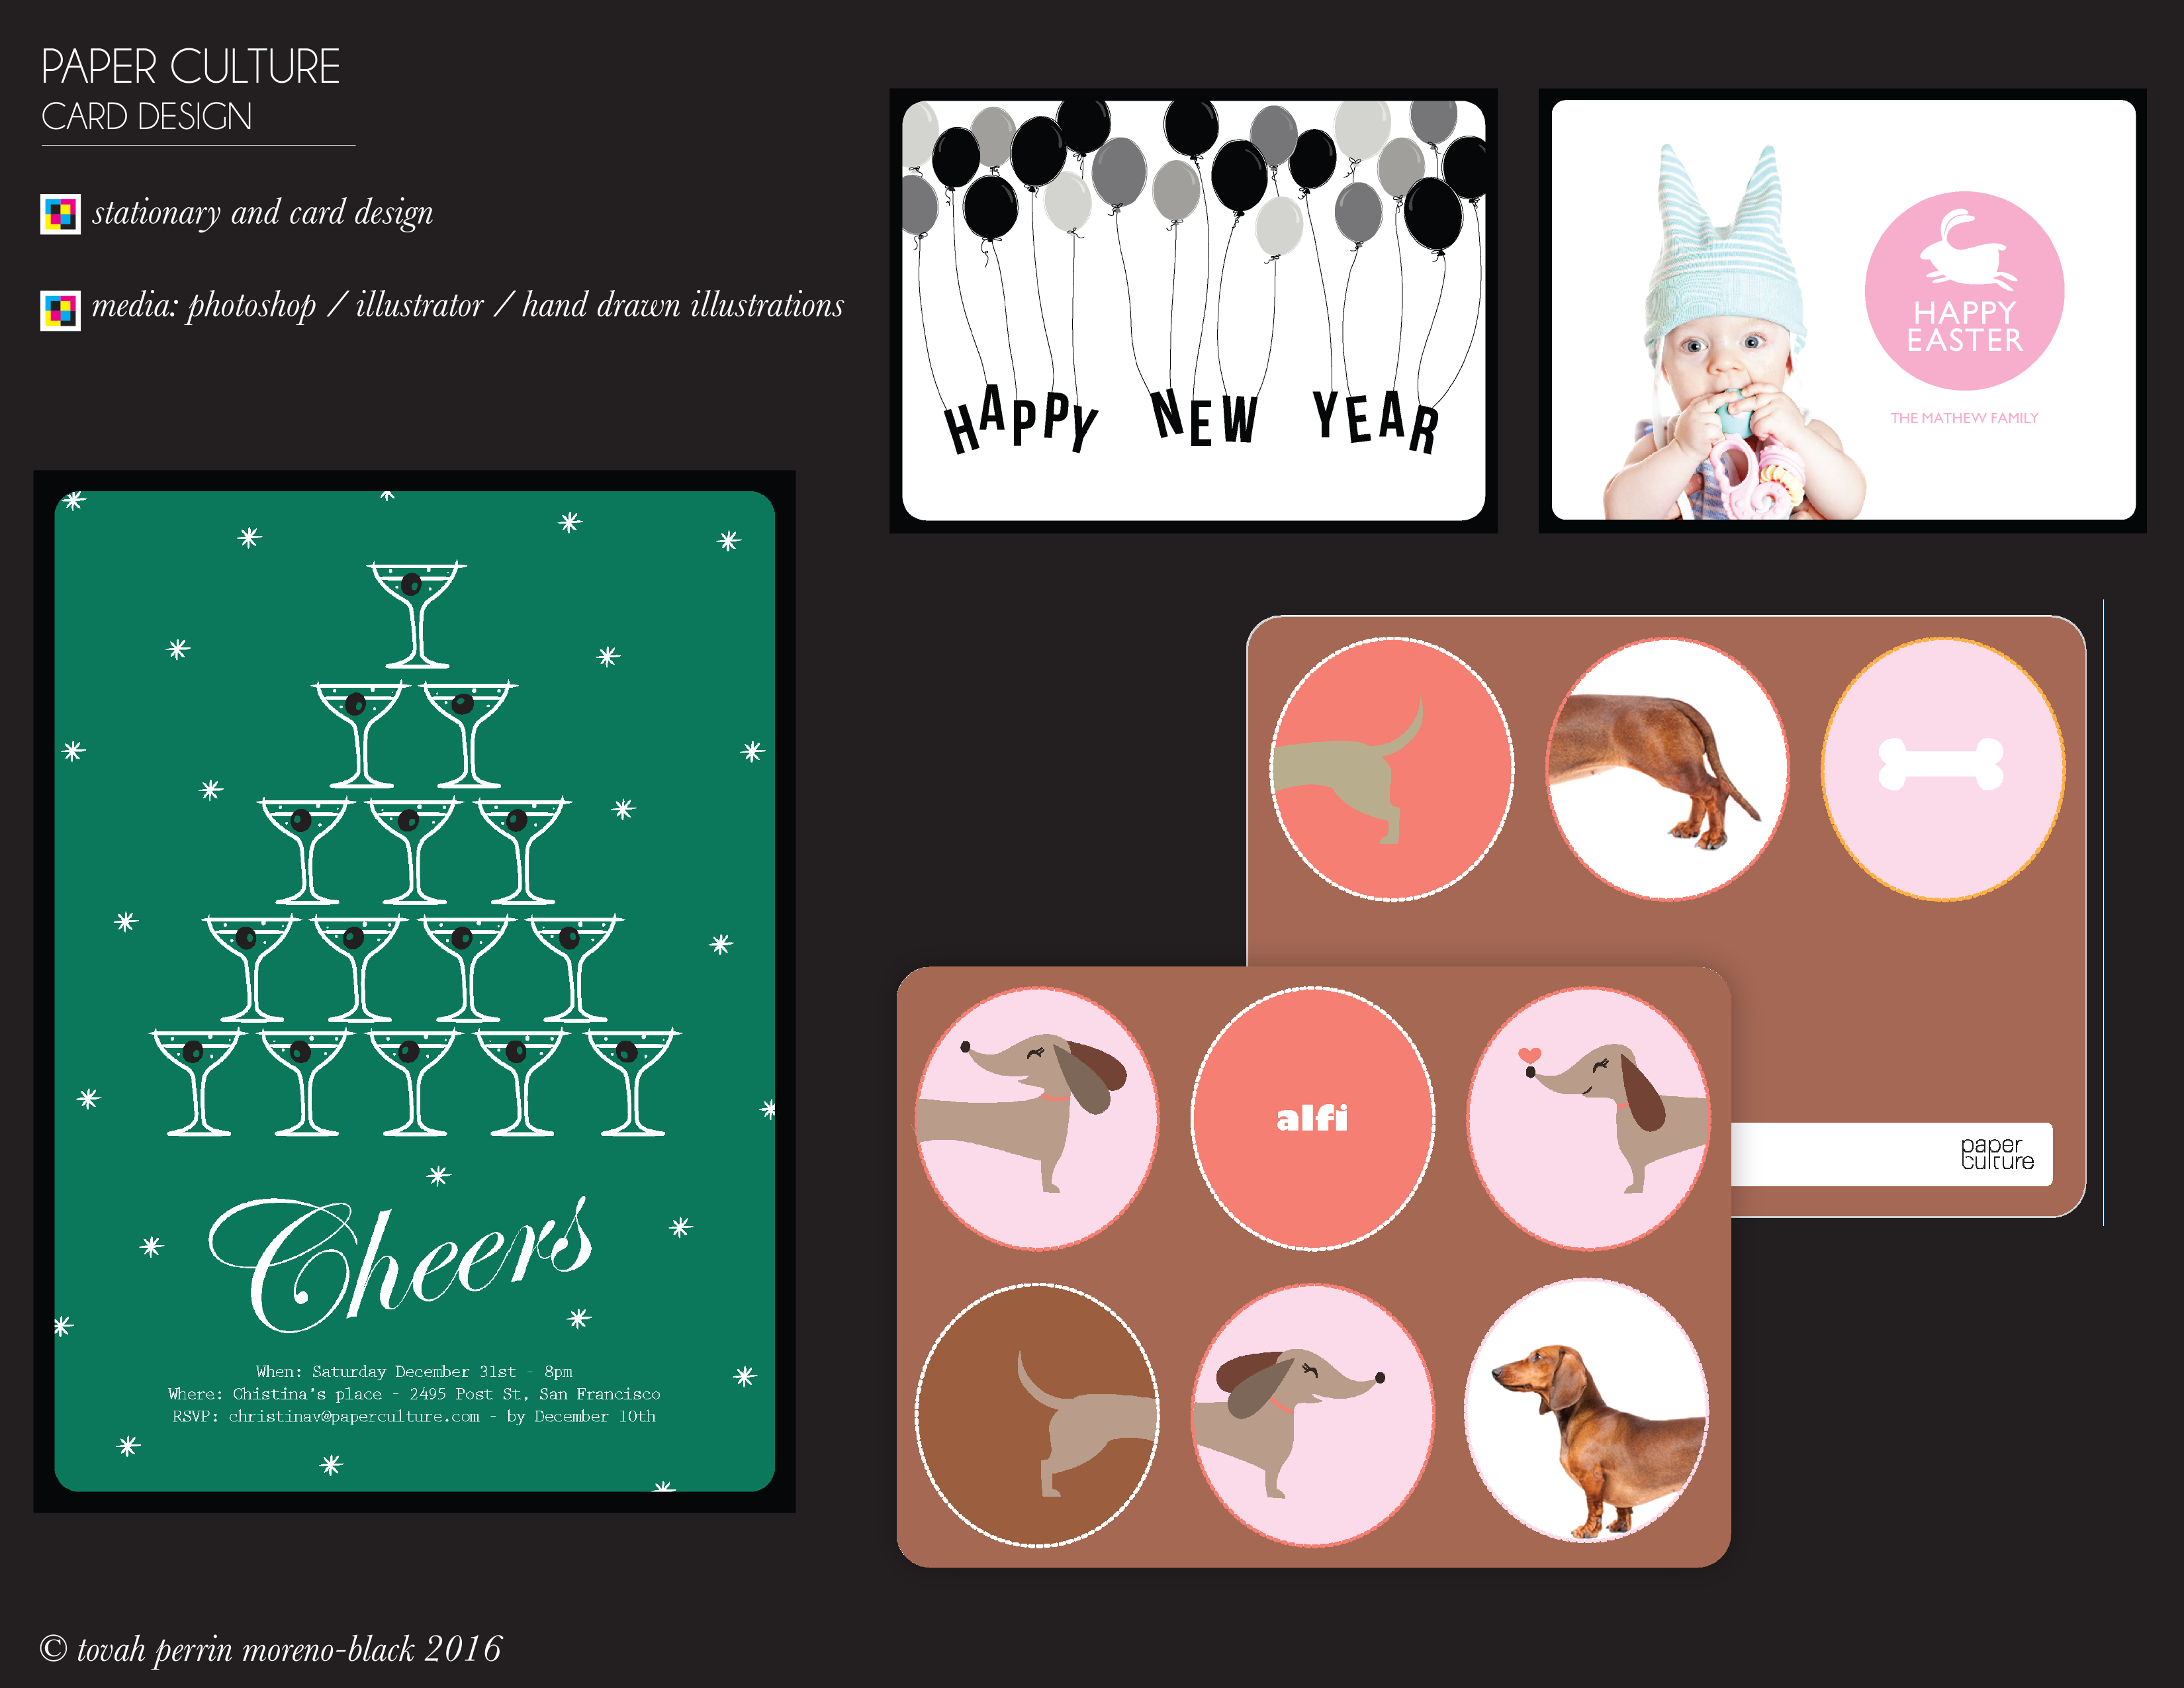 PAPER CULTURE
CARD DESIGN
stationary and card design
media: photoshop / illustrator / hand drawn illustrations
HAPPY NEW YEAR
HAPPY
EASTER
THE MATHEW FAMILY
Cheers
When: Saturday December 31st - 8pm
Where: Chistina's place - 2495 Post St, San Francisco
RSVP: christinav@paperculture.com - by December 10th
alfi
paper
culture
© tovah perrin moreno-black 2016